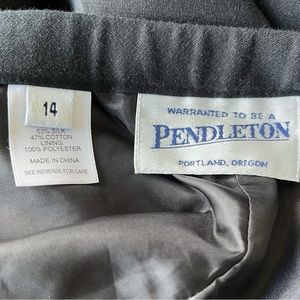 14
53% SILK
47% COTTON
LINING:
100% POLYESTER
MADE IN CHINA
SEE REVERSE FOR CARE
WARRANTED TO BE A
PENDLETON
PORTLAND, OREGON